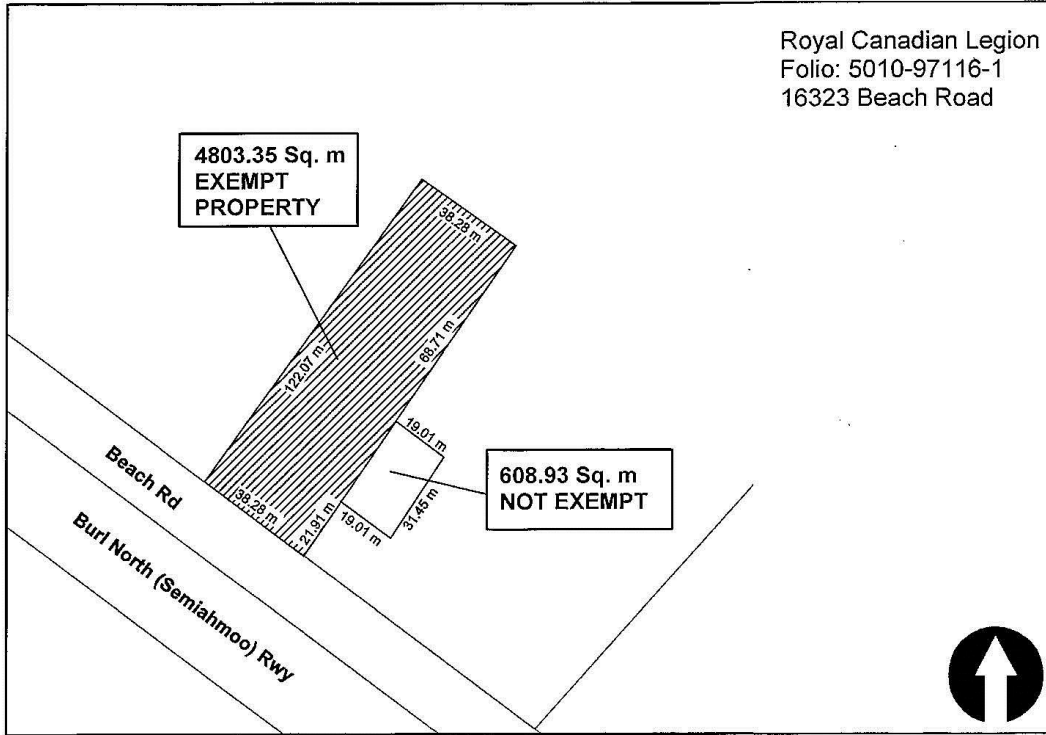 Royal Canadian Legion
Folio: 5010-97116-1
16323 Beach Road
4803.35 Sq. m
EXEMPT
PROPERTY
38.28 m
122.07 m
68.71 m
19.01 m
608.93 Sq. m
NOT EXEMPT
31.45 m
19.01 m
21.91 m
38.28 m
Beach Rd
Burl North (Semiahmoo) Rwy